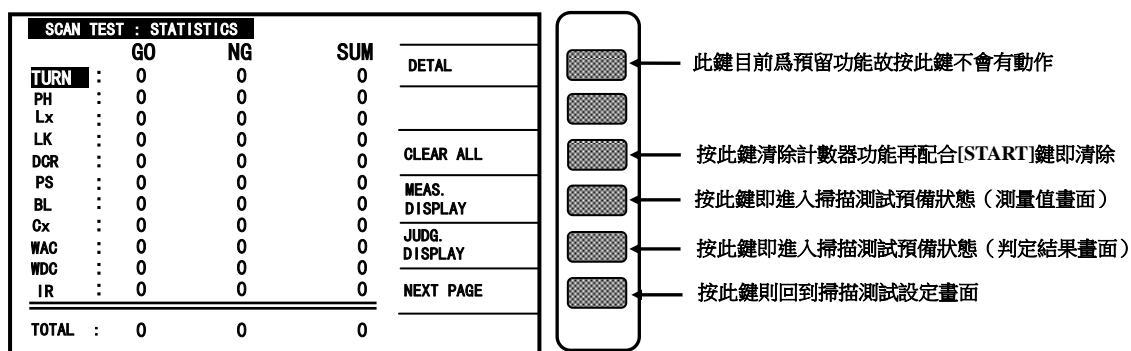 SCAN TEST : STATISTICS
GO NG SUM
TURN : 0 0 0
PH : 0 0 0
Lx : 0 0 0
LK : 0 0 0
DCR : 0 0 0
PS : 0 0 0
BL : 0 0 0
Cx : 0 0 0
WAC : 0 0 0
WDC : 0 0 0
IR : 0 0 0
TOTAL : 0 0 0
DETAL
CLEAR ALL
MEAS.
DISPLAY
JUDG.
DISPLAY
NEXT PAGE
此鍵目前爲預留功能故按此鍵不會有動作
按此鍵清除計數器功能再配合[START]鍵即清除
按此鍵即進入掃描測試預備狀態（測量值畫面）
按此鍵即進入掃描測試預備狀態（判定結果畫面）
按此鍵則回到掃描測試設定畫面